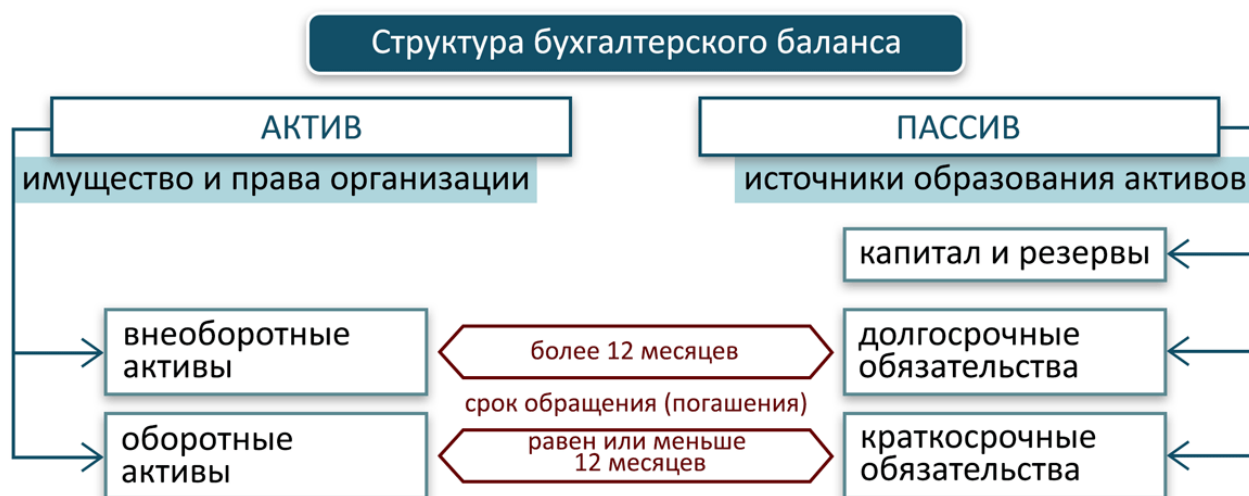 Структура бухгалтерского баланса
АКТИВ
имущество и права организации
внеоборотные
активы
оборотные
активы
более 12 месяцев
срок обращения (погашения)
равен или меньше
12 месяцев
ПАССИВ
источники образования активов
капитал и резервы
долгосрочные
обязательства
краткосрочные
обязательства